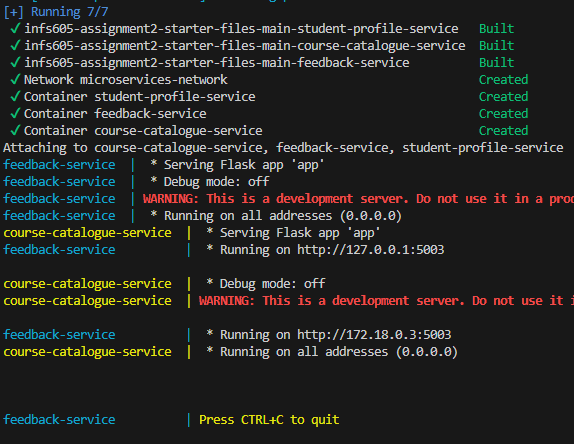 [+] Running 7/7
✓ infs605-assignment2-starter-files-main-student-profile-service Built
✓ infs605-assignment2-starter-files-main-course-catalogue-service Built
✓ infs605-assignment2-starter-files-main-feedback-service Built
✓ Network microservices-network Created
✓ Container student-profile-service Created
✓ Container feedback-service Created
✓ Container course-catalogue-service Created
Attaching to course-catalogue-service, feedback-service, student-profile-service
feedback-service | * Serving Flask app 'app'
feedback-service | * Debug mode: off
feedback-service | WARNING: This is a development server. Do not use it in a
feedback-service | * Running on all addresses (0.0.0.0)
course-catalogue-service | * Serving Flask app 'app'
feedback-service | * Running on http://127.0.0.1:5003
course-catalogue-service | * Debug mode: off
course-catalogue-service | WARNING: This is a development server. Do not use it
feedback-service | * Running on http://172.18.0.3:5003
course-catalogue-service | * Running on all addresses (0.0.0.0)
feedback-service | Press CTRL+C to quit